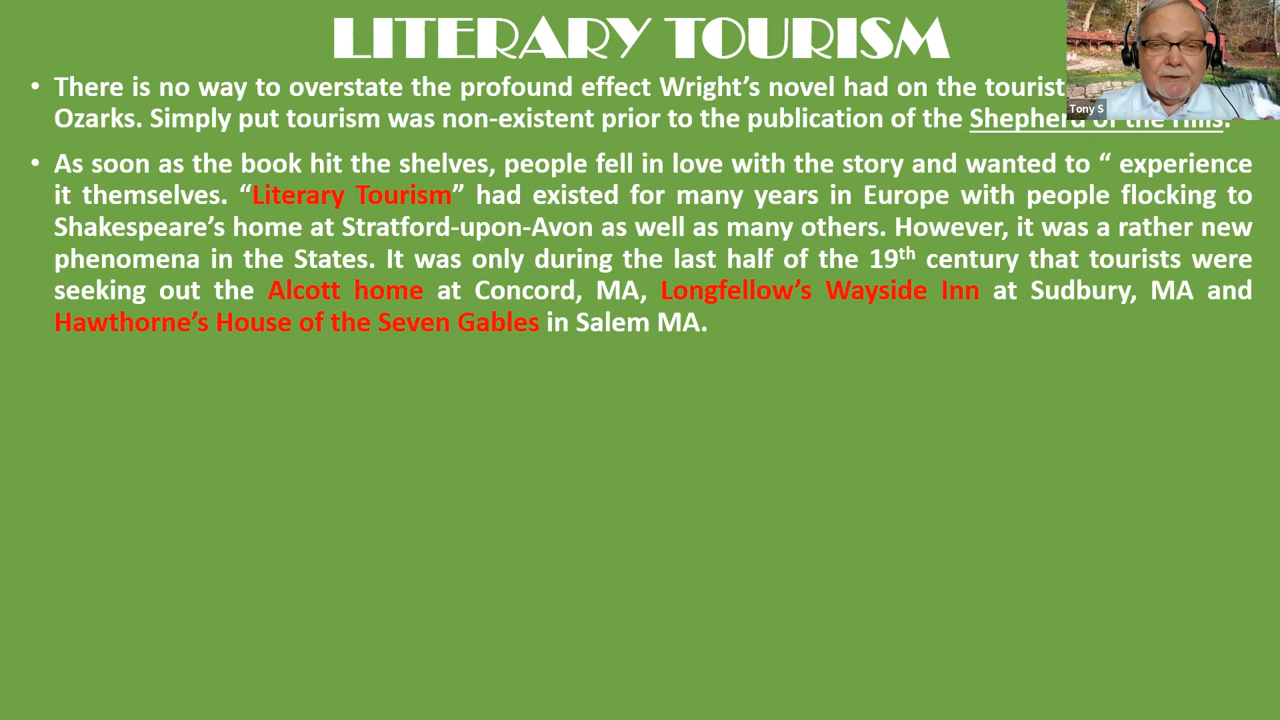 LITERARY TOURISM
• There is no way to overstate the profound effect Wright’s novel had on the tourist
Ozarks. Simply put tourism was non-existent prior to the publication of the Shepherd of the Hills.
• As soon as the book hit the shelves, people fell in love with the story and wanted to “ experience
it themselves. “Literary Tourism” had existed for many years in Europe with people flocking to
Shakespeare’s home at Stratford-upon-Avon as well as many others. However, it was a rather new
phenomena in the States. It was only during the last half of the 19th century that tourists were
seeking out the Alcott home at Concord, MA, Longfellow’s Wayside Inn at Sudbury, MA and
Hawthorne’s House of the Seven Gables in Salem MA.
Tony S